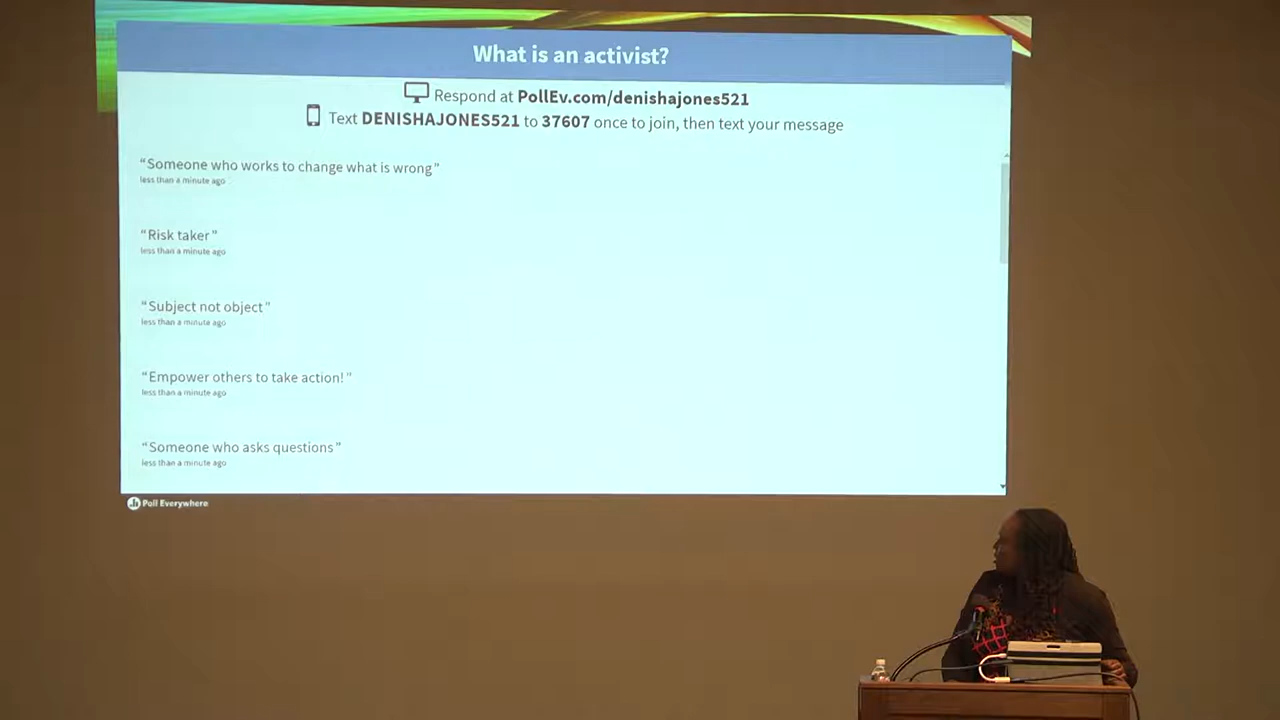 What is an activist?
Respond at PollEv.com/denishajones521
Text DENISHAJONES521 to 37607 once to join, then text your message
“Someone who works to change what is wrong”
less than a minute ago
“Risk taker”
less than a minute ago
“Subject not object”
less than a minute ago
“Empower others to take action!”
less than a minute ago
“Someone who asks questions”
less than a minute ago
Poll Everywhere